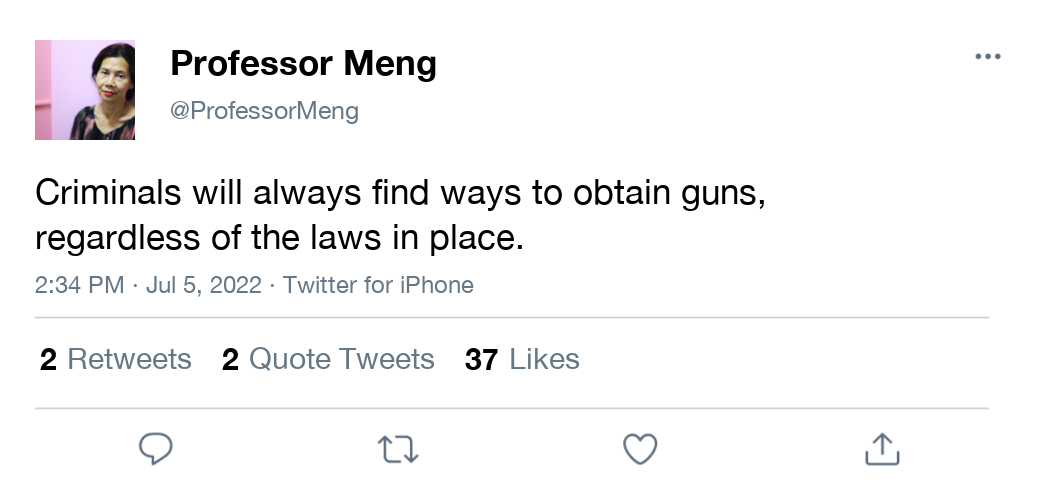 Professor Meng
@ProfessorMeng
Criminals will always find ways to obtain guns,
regardless of the laws in place.
2:34 PM · Jul 5, 2022 · Twitter for iPhone
2 Retweets 2 Quote Tweets 37 Likes